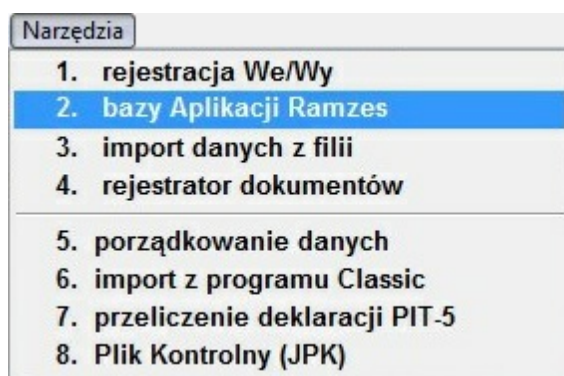 Narzędzia
1. rejestracja We/Wy
2. bazy Aplikacji Ramzes
3. import danych z filii
4. rejestrator dokumentów
5. porządkowanie danych
6. import z programu Classic
7. przeliczenie deklaracji PIT-5
8. Plik Kontrolny (JPK)